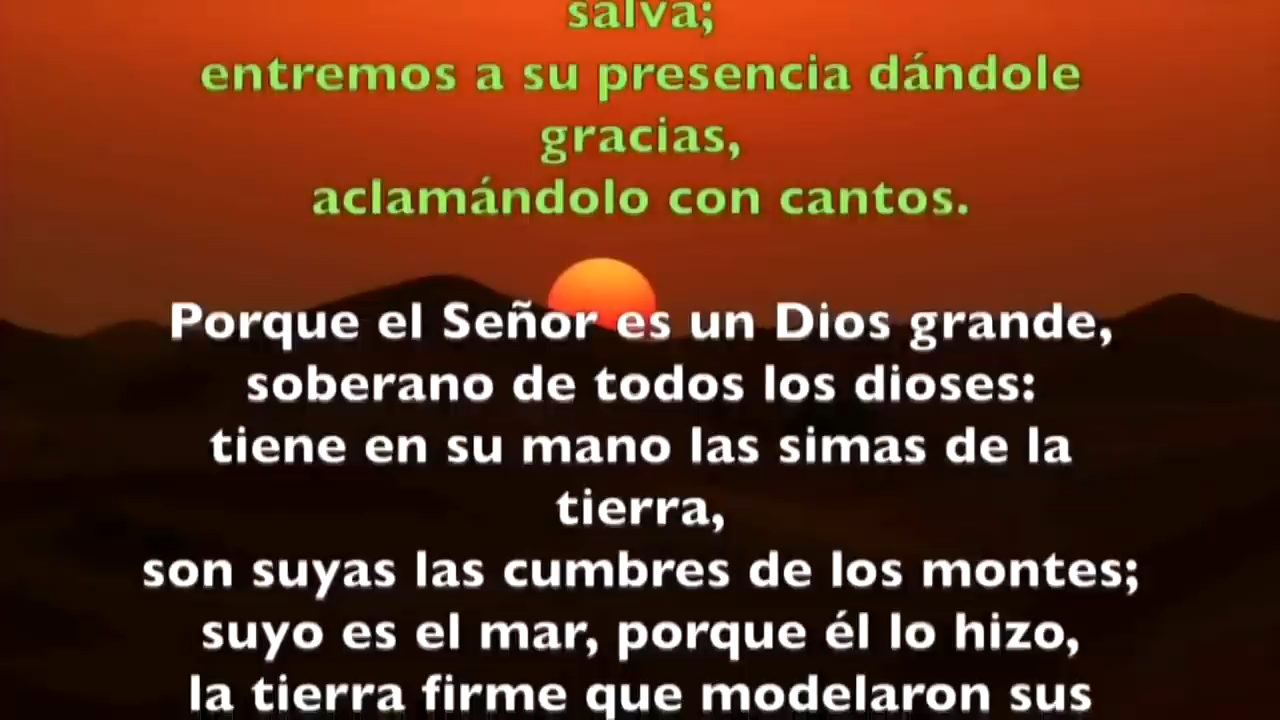 salva;
entremos a su presencia dándole
gracias,
aclamándolo con cantos.
Porque el Señor es un Dios grande,
soberano de todos los dioses:
tiene en su mano las simas de la
tierra,
son suyas las cumbres de los montes;
suyo es el mar, porque él lo hizo,
la tierra firme que modelaron sus